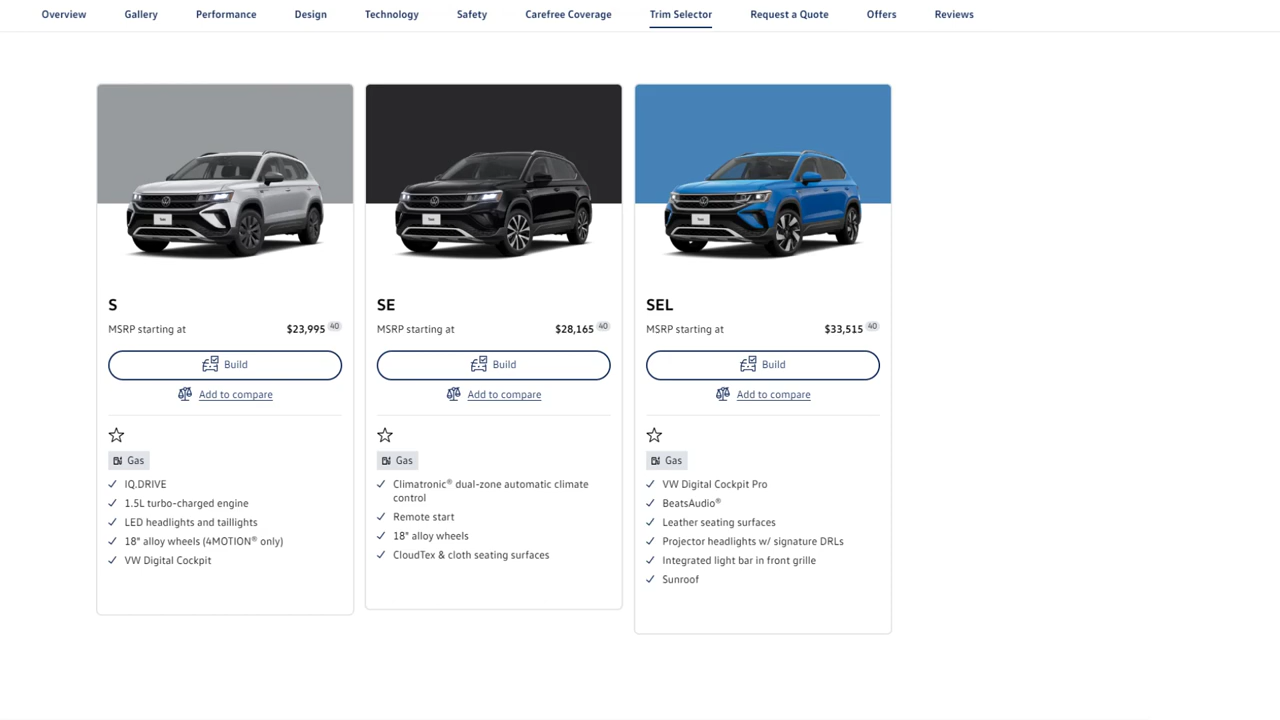 Overview Gallery Performance Design Technology Safety Carefree Coverage Trim Selector Request a Quote Offers Reviews
S
MSRP starting at $23,995 40
Build
Add to compare
Gas
IQ.DRIVE
1.5L turbo-charged engine
LED headlights and taillights
18" alloy wheels (4MOTION® only)
VW Digital Cockpit
SE
MSRP starting at $28,165 40
Build
Add to compare
Gas
Climatronic® dual-zone automatic climate
control
Remote start
18" alloy wheels
CloudTex & cloth seating surfaces
SEL
MSRP starting at $33,515 40
Build
Add to compare
Gas
VW Digital Cockpit Pro
BeatsAudio®
Leather seating surfaces
Projector headlights w/ signature DRLs
Integrated light bar in front grille
Sunroof